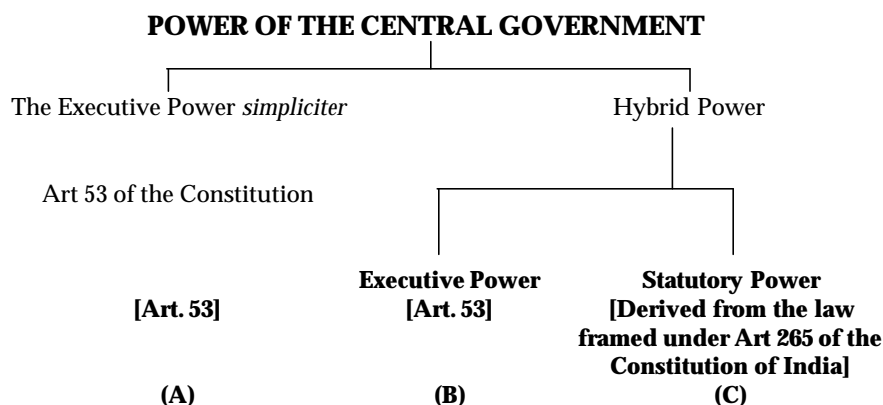 POWER OF THE CENTRAL GOVERNMENT
The Executive Power simpliciter
Hybrid Power
Art 53 of the Constitution
Executive Power
Statutory Power
[Art. 53]
[Art. 53]
[Derived from the law
framed under Art 265 of the
Constitution of India]
(A)
(B)
(C)